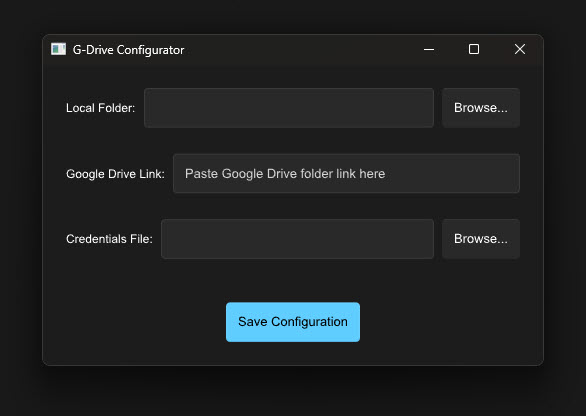 G-Drive Configurator
Local Folder: Browse...
Google Drive Link: Paste Google Drive folder link here
Credentials File: Browse...
Save Configuration